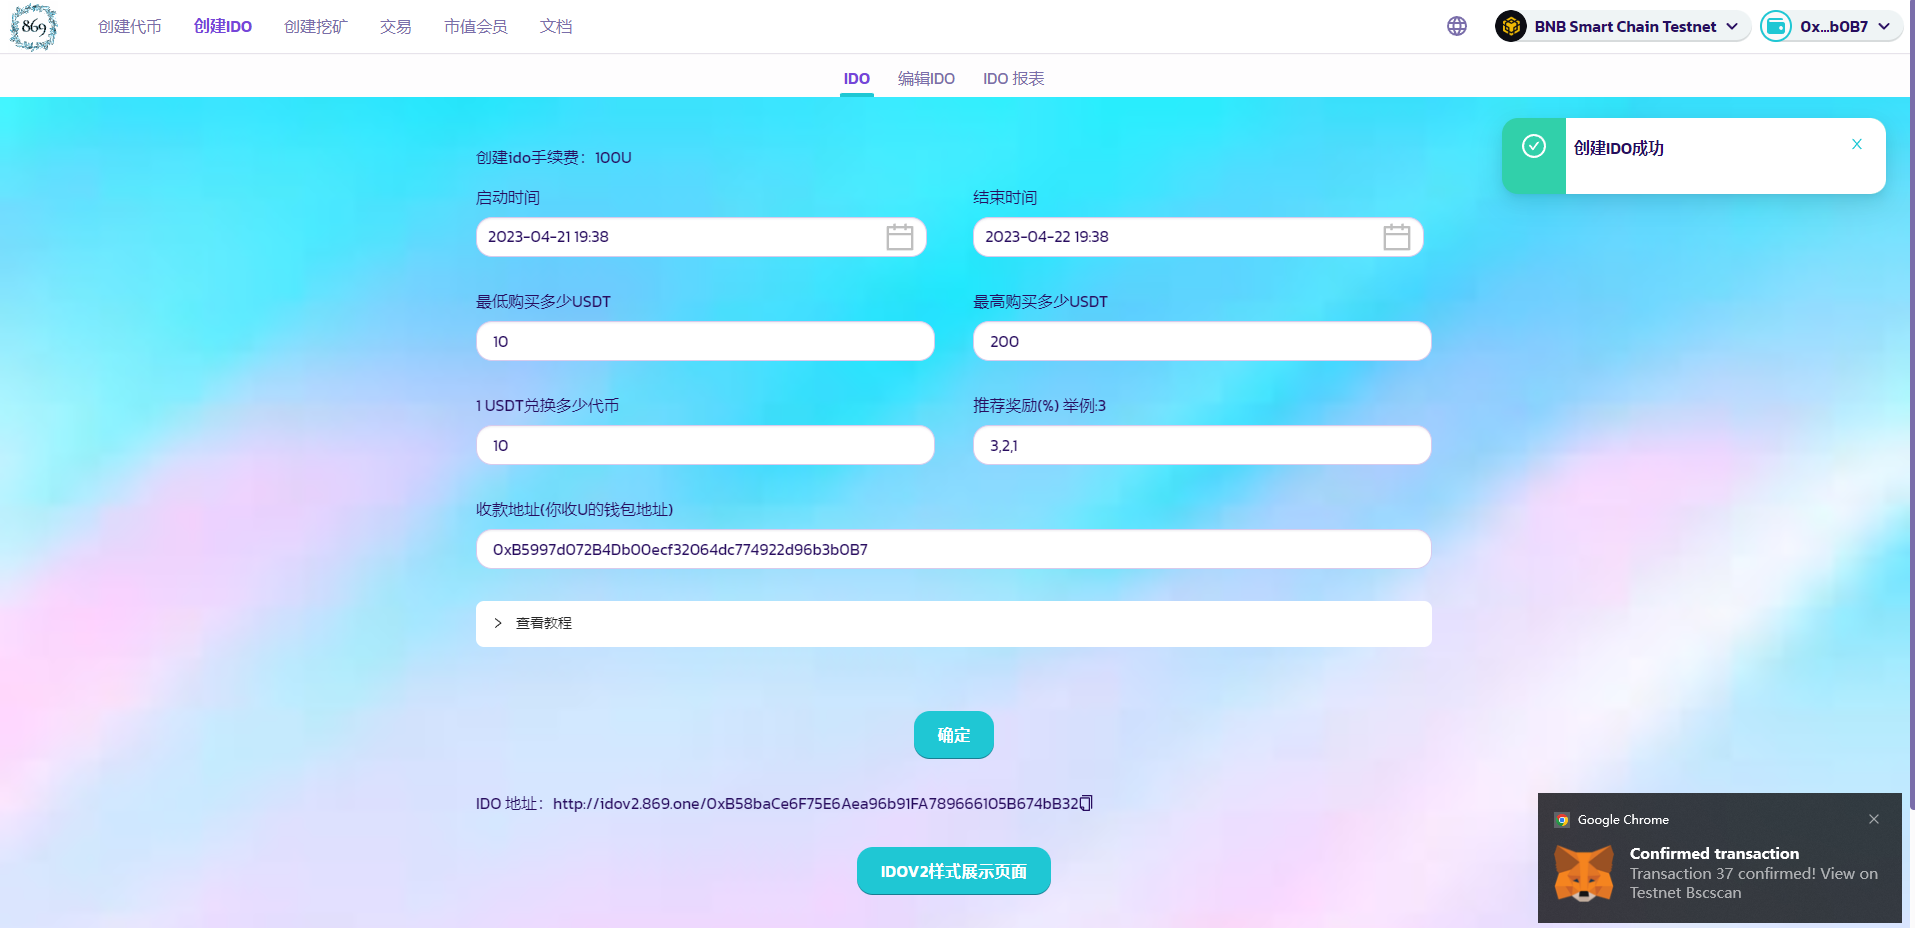 869
创建代币
创建IDO
创建挖矿
交易
市值会员
文档
BNB Smart Chain Testnet
0x...b0B7
IDO
编辑IDO
IDO 报表
创建IDO成功
创建ido手续费：100U
启动时间
结束时间
2023-04-21 19:38
2023-04-22 19:38
最低购买多少USDT
最高购买多少USDT
10
200
1 USDT兑换多少代币
推荐奖励(%) 举例:3
10
3,2,1
收款地址(你收U的钱包地址)
0xB5997d072B4Db00ecf32064dc774922d96b3b0B7
查看教程
确定
IDO 地址：http://idov2.869.one/0xB58baCe6F75E6Aea96b91FA789666105B674bB32
IDOV2样式展示页面
Google Chrome
Confirmed transaction
Transaction 37 confirmed! View on
Testnet Bscscan